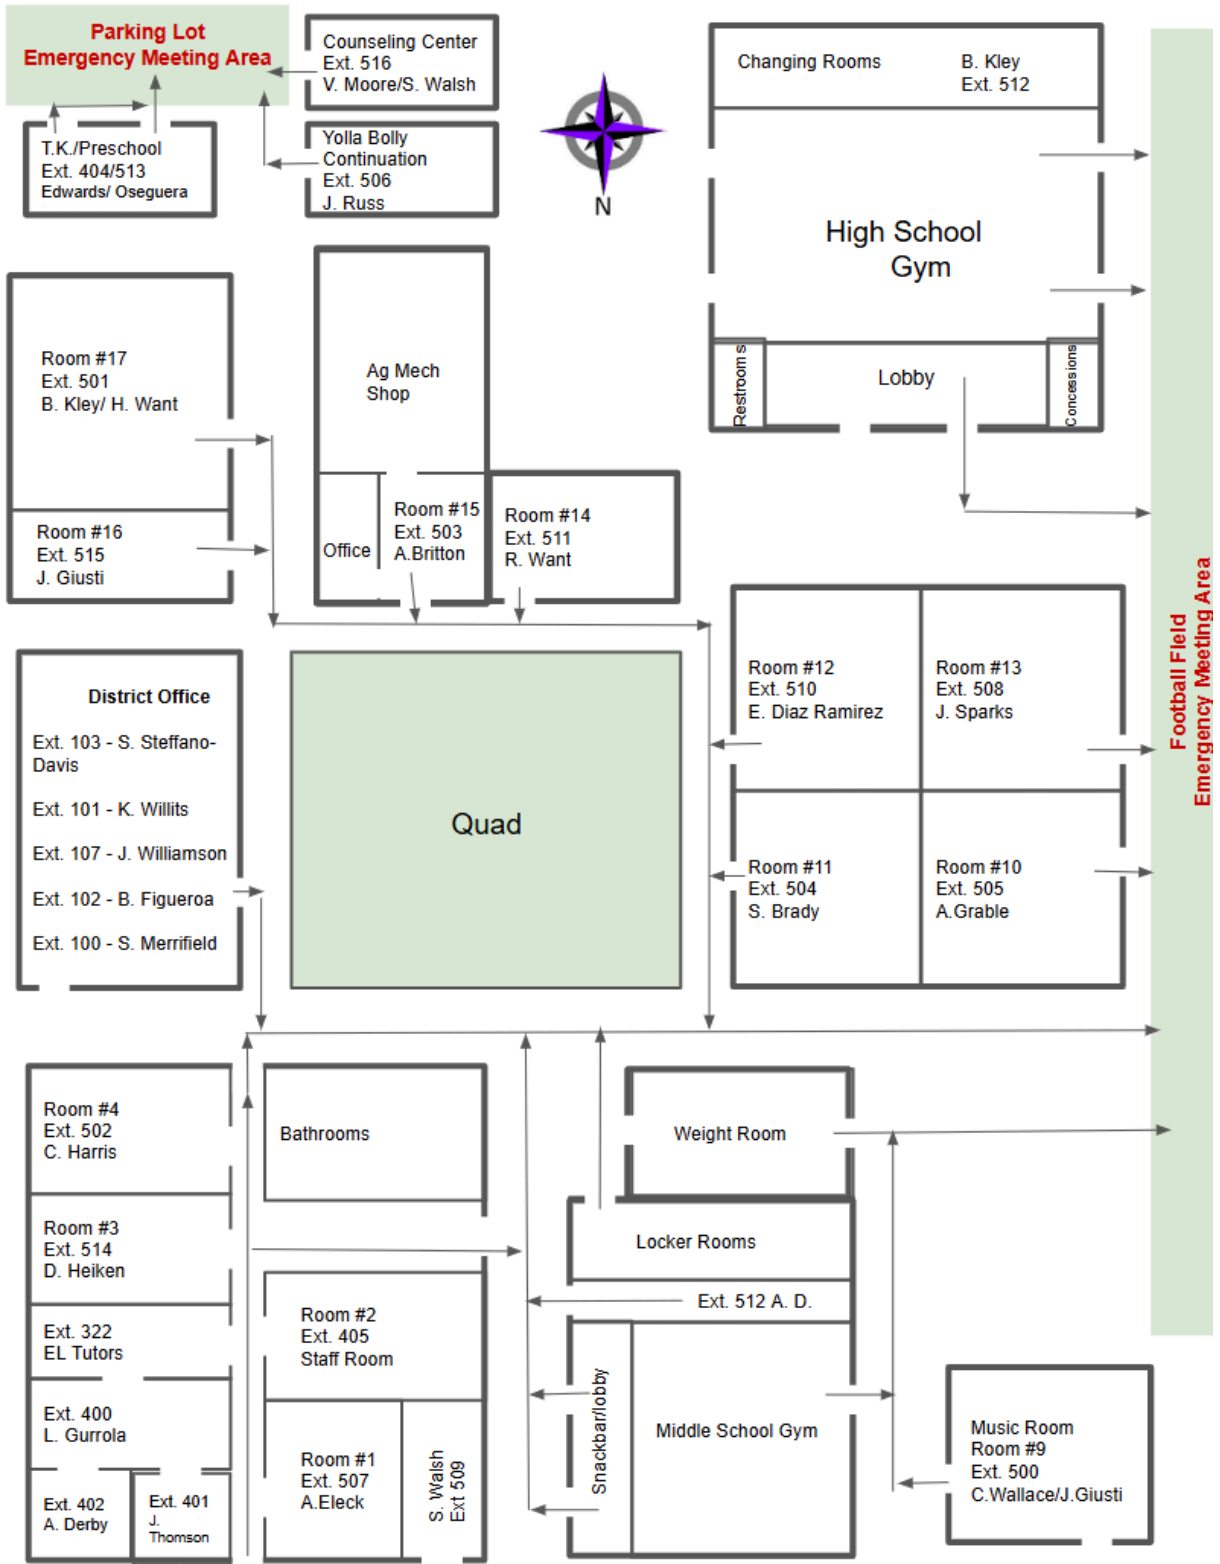 Parking Lot
Emergency Meeting Area
Counseling Center
Ext. 516
V. Moore/S. Walsh
Changing Rooms
B. Kley
Ext. 512
T.K./Preschool
Ext. 404/513
Edwards/ Oseguera
Yolla Bolly
Continuation
Ext. 506
J. Russ
N
High School
Gym
Restrooms
Lobby
Concessions
Room #17
Ext. 501
B. Kley/ H. Want
Ag Mech
Shop
Room #16
Ext. 515
J. Giusti
Office
Room #15
Ext. 503
A.Britton
Room #14
Ext. 511
R. Want
Football Field
Emergency Meeting Area
District Office
Ext. 103 - S. Steffano-
Davis
Ext. 101 - K. Willits
Ext. 107 - J. Williamson
Ext. 102 - B. Figueroa
Ext. 100 - S. Merrifield
Quad
Room #12
Ext. 510
E. Diaz Ramirez
Room #13
Ext. 508
J. Sparks
Room #11
Ext. 504
S. Brady
Room #10
Ext. 505
A.Grable
Room #4
Ext. 502
C. Harris
Bathrooms
Weight Room
Room #3
Ext. 514
D. Heiken
Locker Rooms
Ext. 512 A. D.
Room #2
Ext. 405
Staff Room
Ext. 322
EL Tutors
Ext. 400
L. Gurrola
Snackbar/lobby
Middle School Gym
Room #1
Ext. 507
A.Eleck
S. Walsh
Ext 509
Ext. 402
A. Derby
Ext. 401
J.
Thomson
Music Room
Room #9
Ext. 500
C.Wallace/J.Giusti